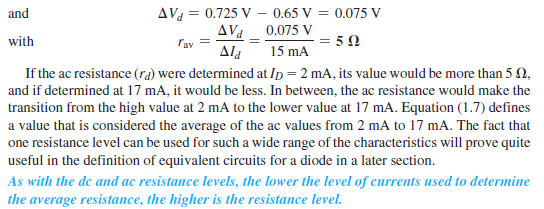 and ΔVd = 0.725 V − 0.65 V = 0.075 V
with rav = ΔVd / ΔId = 0.075 V / 15 mA = 5 Ω
If the ac resistance (rd) were determined at ID = 2 mA, its value would be more than 5 Ω,
and if determined at 17 mA, it would be less. In between, the ac resistance would make the
transition from the high value at 2 mA to the lower value at 17 mA. Equation (1.7) defines
a value that is considered the average of the ac values from 2 mA to 17 mA. The fact that
one resistance level can be used for such a wide range of the characteristics will prove quite
useful in the definition of equivalent circuits for a diode in a later section.
As with the dc and ac resistance levels, the lower the level of currents used to determine
the average resistance, the higher is the resistance level.